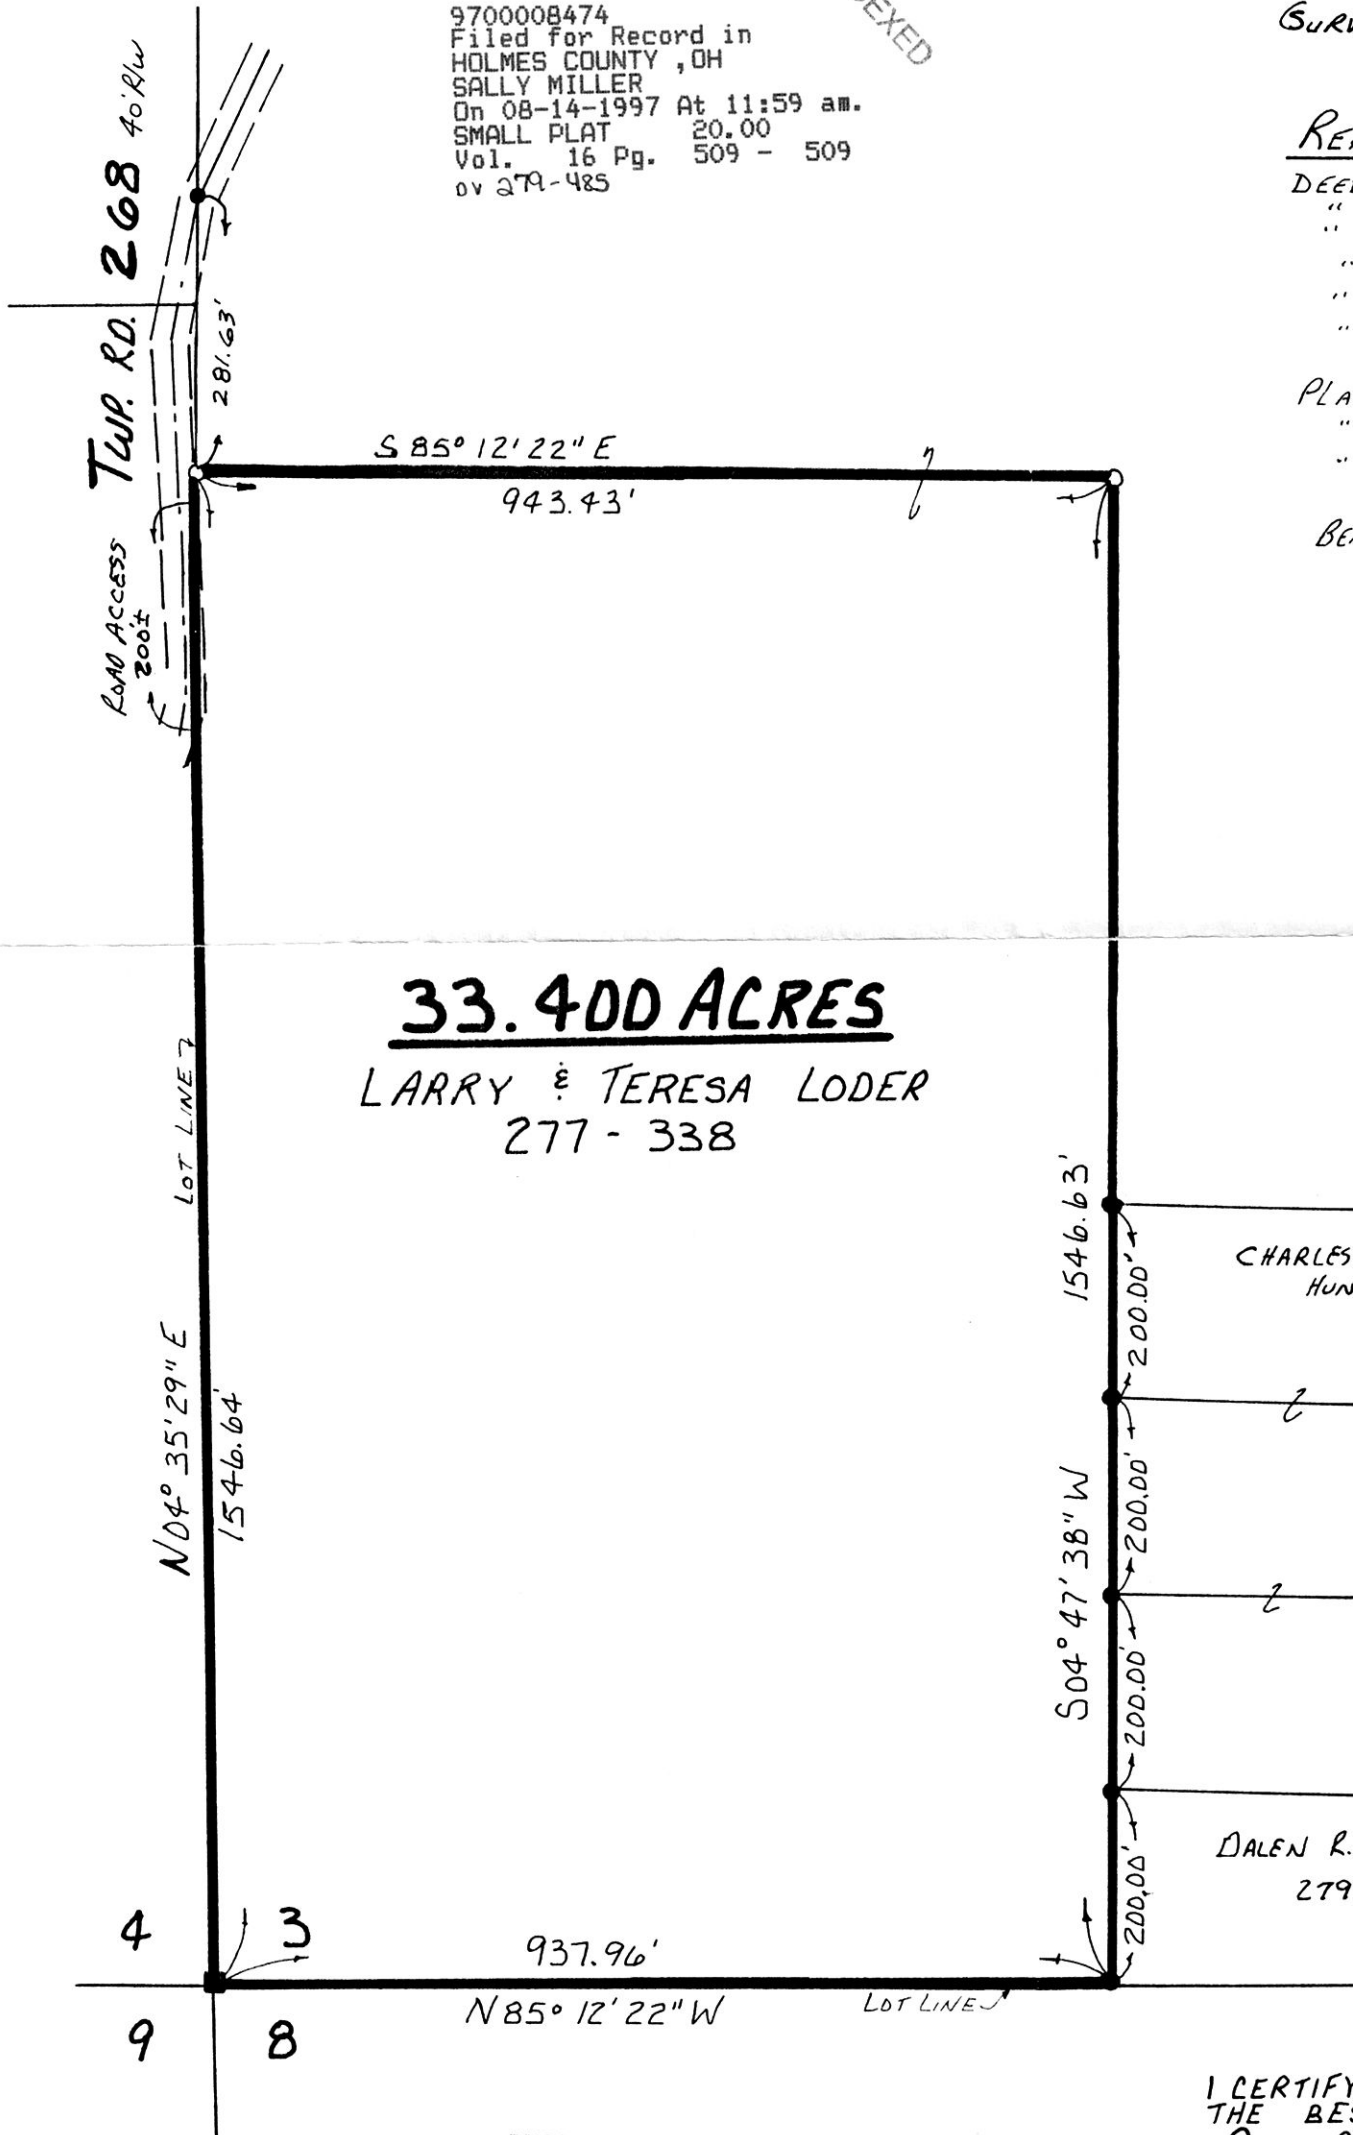 9700008474
Filed for Record in
HOLMES COUNTY ,OH
SALLY MILLER
On 08-14-1997 At 11:59 am.
SMALL PLAT 20.00
Vol. 16 Pg. 509 - 509
OV 279-485
TWP. RD. 268 40' R/W
281.63'
S 85° 12' 22" E
943.43'
ROAD ACCESS
200'±
33.400 ACRES
LARRY & TERESA LODER
277 - 338
LOT LINE
N04° 35' 29" E
1546.64'
1546.63'
S04° 47' 38" W
200.00'
200.00'
200.00'
200.00'
CHARLES
DALEN R.
279
4 3
937.96'
N 85° 12' 22" W
LOT LINE
9 8
I CERTIFY
THE